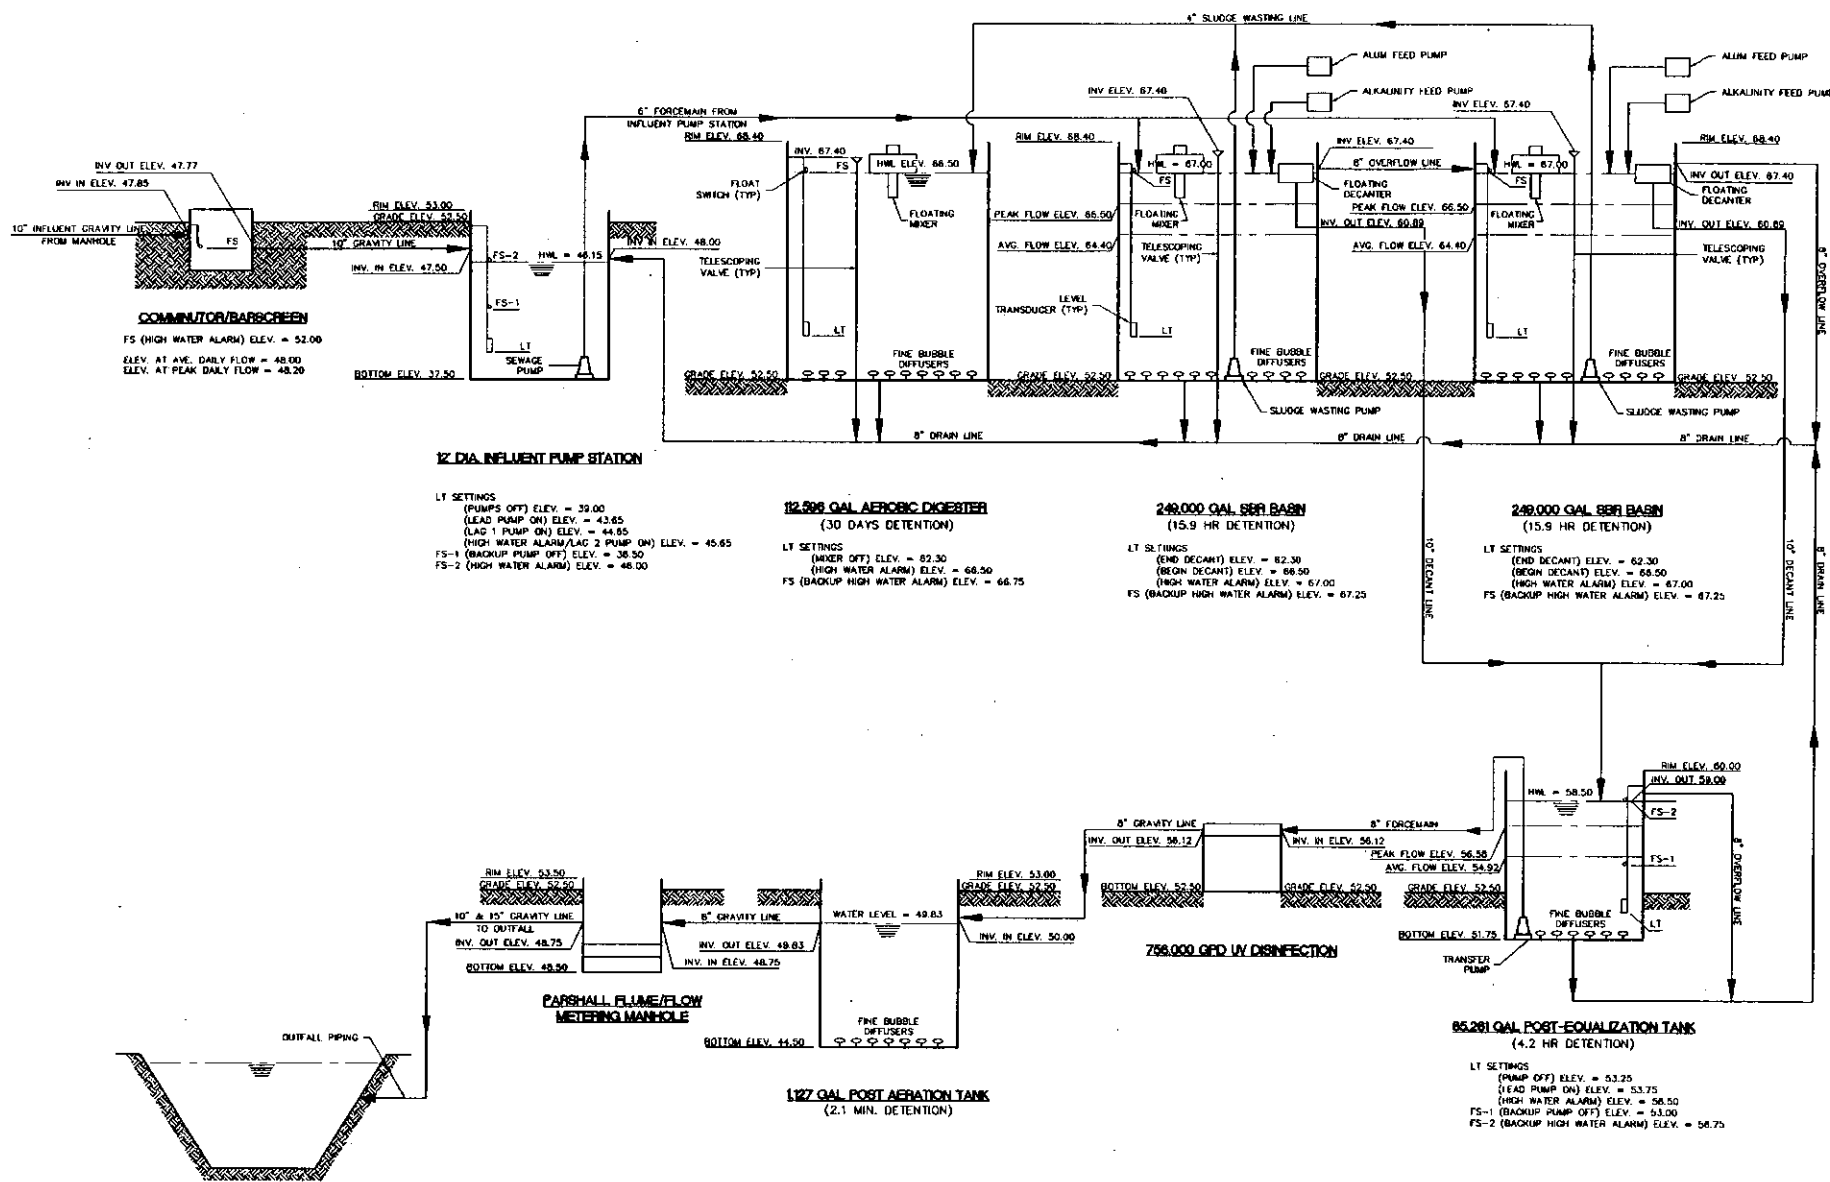 4" SLUDGE WASTING LINE
ALUM FEED PUMP
ALUM FEED PUMP
ALKALINITY FEED PUMP
ALKALINITY FEED PUMP
INV ELEV. 67.40
INV ELEV. 67.40
6" FORCEMAIN FROM
INFLUENT PUMP STATION
RIM ELEV. 68.40
INV. 67.40
FS
HWL ELEV. 66.50
FLOAT
SWITCH (TYP)
FLOATING
MIXER
TELESCOPING
VALVE (TYP)
LT
FINE BUBBLE
DIFFUSERS
GRADE ELEV. 52.50
RIM ELEV. 68.40
HWL = 67.00
FS
PEAK FLOW ELEV. 66.50
FLOATING
MIXER
AVG. FLOW ELEV. 64.40
TELESCOPING
VALVE (TYP)
LEVEL
TRANSDUCER (TYP)
LT
FINE BUBBLE
DIFFUSERS
GRADE ELEV. 52.50
INV ELEV. 67.40
8" OVERFLOW LINE
FLOATING
DECANTER
INV OUT ELEV. 60.89
SLUDGE WASTING PUMP
GRADE ELEV. 52.50
HWL = 67.00
FS
PEAK FLOW ELEV. 66.50
FLOATING
MIXER
AVG. FLOW ELEV. 64.40
LT
FINE BUBBLE
DIFFUSERS
RIM ELEV. 68.40
INV OUT ELEV. 67.40
FLOATING
DECANTER
INV. OUT ELEV. 60.89
TELESCOPING
VALVE (TYP)
GRADE ELEV. 52.50
SLUDGE WASTING PUMP
8" OVERFLOW LINE
8" DRAIN LINE
8" DRAIN LINE
8" DRAIN LINE
INV OUT ELEV. 47.77
INV IN ELEV. 47.85
10" INFLUENT GRAVITY LINE
FROM MANHOLE
FS
10" GRAVITY LINE
RIM ELEV. 53.00
GRADE ELEV. 52.50
INV. IN ELEV. 47.50
FS-2
HWL = 46.15
INV IN ELEV. 48.00
FS-1
LT
SEWAGE
PUMP
BOTTOM ELEV. 37.50
COMMINUTOR/BARSCREEN
FS (HIGH WATER ALARM) ELEV. = 52.00
ELEV. AT AVE. DAILY FLOW = 48.00
ELEV. AT PEAK DAILY FLOW = 48.20
12' DIA. INFLUENT PUMP STATION
LT SETTINGS
(PUMPS OFF) ELEV. = 39.00
(LEAD PUMP ON) ELEV. = 43.65
(LAG 1 PUMP ON) ELEV. = 44.65
(HIGH WATER ALARM/LAG 2 PUMP ON) ELEV. = 45.65
FS-1 (BACKUP PUMP OFF) ELEV. = 38.50
FS-2 (HIGH WATER ALARM) ELEV. = 46.00
112,596 GAL AEROBIC DIGESTER
(30 DAYS DETENTION)
LT SETTINGS
(MIXER OFF) ELEV. = 62.30
(HIGH WATER ALARM) ELEV. = 66.50
FS (BACKUP HIGH WATER ALARM) ELEV. = 66.75
249,000 GAL SBR BASIN
(15.9 HR DETENTION)
LT SETTINGS
(END DECANT) ELEV. = 62.30
(BEGIN DECANT) ELEV. = 66.50
(HIGH WATER ALARM) ELEV. = 67.00
FS (BACKUP HIGH WATER ALARM) ELEV. = 67.25
249,000 GAL SBR BASIN
(15.9 HR DETENTION)
LT SETTINGS
(END DECANT) ELEV. = 62.30
(BEGIN DECANT) ELEV. = 66.50
(HIGH WATER ALARM) ELEV. = 67.00
FS (BACKUP HIGH WATER ALARM) ELEV. = 67.25
10" DECANT LINE
10" DECANT LINE
8" DRAIN LINE
RIM ELEV. 60.00
INV. OUT 59.00
HWL = 58.50
FS-2
FS-1
8" OVERFLOW LINE
8" FORCEMAIN
PEAK FLOW ELEV. 56.58
AVG. FLOW ELEV. 54.92
GRADE ELEV. 52.50
BOTTOM ELEV. 51.75
FINE BUBBLE
DIFFUSERS
LT
TRANSFER
PUMP
65,261 GAL POST-EQUALIZATION TANK
(4.2 HR DETENTION)
LT SETTINGS
(PUMP OFF) ELEV. = 53.25
(LEAD PUMP ON) ELEV. = 53.75
(HIGH WATER ALARM) ELEV. = 58.50
FS-1 (BACKUP PUMP OFF) ELEV. = 53.00
FS-2 (BACKUP HIGH WATER ALARM) ELEV. = 58.75
8" GRAVITY LINE
INV. OUT ELEV. 56.12
INV. IN ELEV. 56.12
BOTTOM ELEV. 52.50
GRADE ELEV. 52.50
756,000 GPD UV DISINFECTION
RIM ELEV. 53.00
GRADE ELEV. 52.50
WATER LEVEL = 49.83
INV. IN ELEV. 50.00
8" GRAVITY LINE
INV. OUT ELEV. 49.83
INV. IN ELEV. 48.75
FINE BUBBLE
DIFFUSERS
BOTTOM ELEV. 44.50
1,127 GAL POST AERATION TANK
(2.1 MIN. DETENTION)
RIM ELEV. 53.50
GRADE ELEV. 52.50
10" & 15" GRAVITY LINE
TO OUTFALL
INV. OUT ELEV. 48.75
BOTTOM ELEV. 48.50
PARSHALL FLUME/FLOW
METERING MANHOLE
OUTFALL PIPING